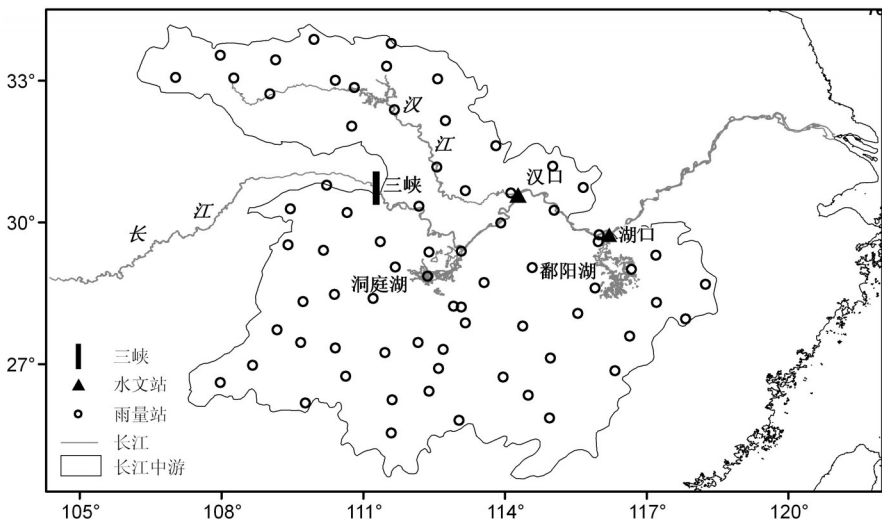 33°
30°
27°
汉
江
三峡
汉口
江
长
湖口
洞庭湖
鄱阳湖
三峡
水文站
雨量站
长江
长江中游
105°
108°
111°
114°
117°
120°